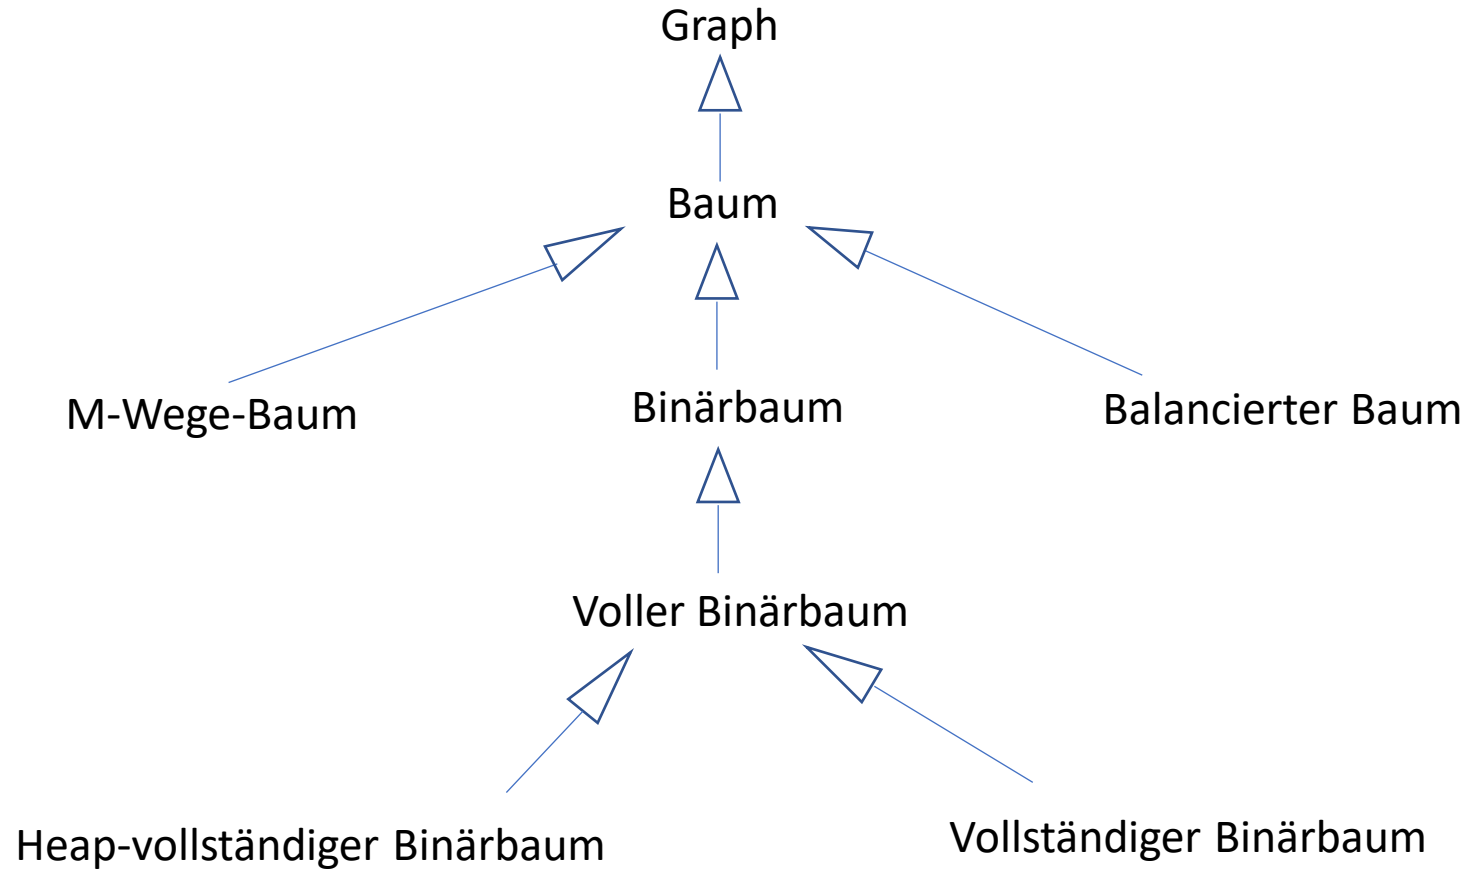 Graph
Baum
M-Wege-Baum
Binärbaum
Balancierter Baum
Voller Binärbaum
Heap-vollständiger Binärbaum
Vollständiger Binärbaum